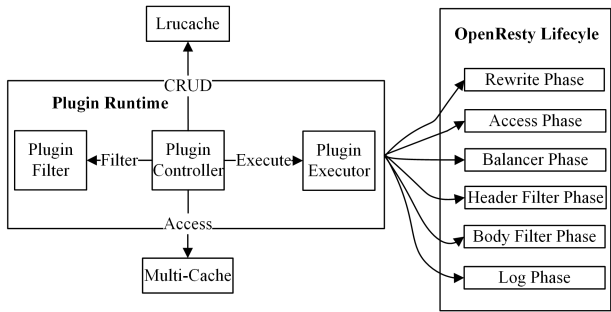 Lrucache
CRUD
Plugin Runtime
Plugin
Filter
Filter
Plugin
Controller
Execute
Plugin
Executor
Access
Multi-Cache
OpenResty Lifecyle
Rewrite Phase
Access Phase
Balancer Phase
Header Filter Phase
Body Filter Phase
Log Phase